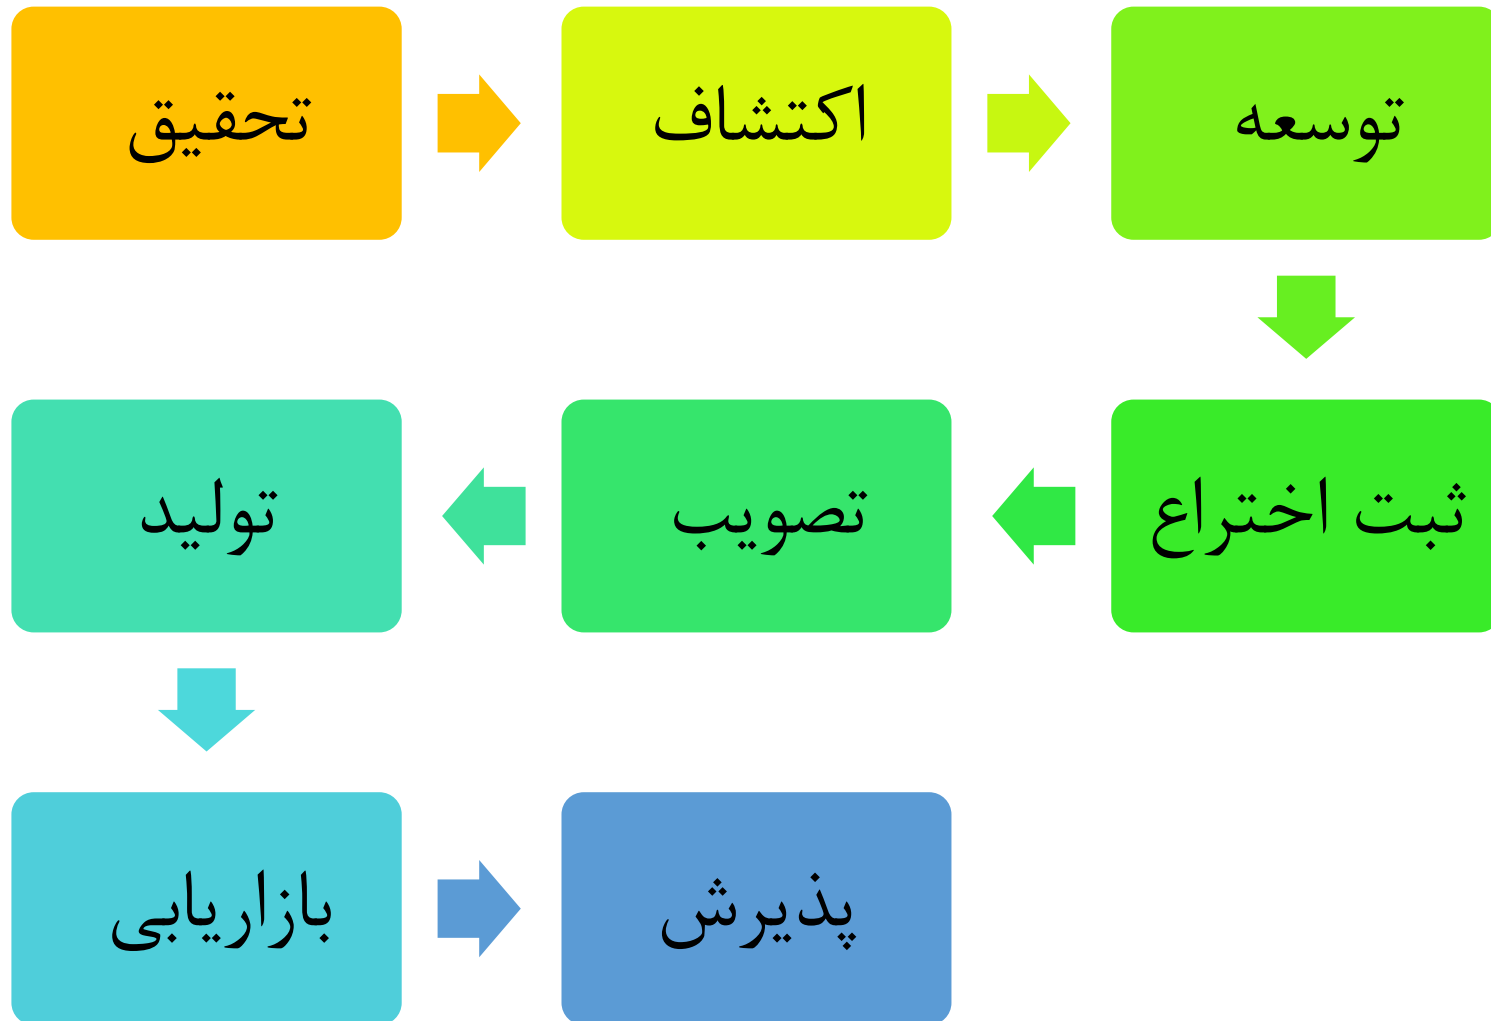 تحقیق
اکتشاف
توسعه
ثبت اختراع
تصویب
تولید
بازاریابی
پذیرش